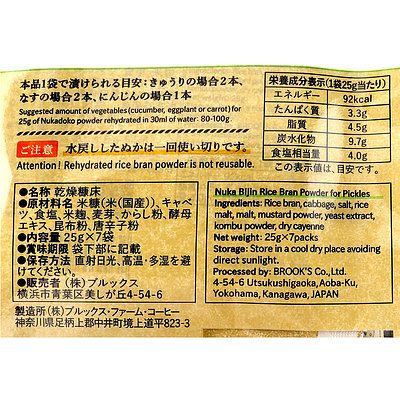 本品1袋で漬けられる目安:きゅうりの場合2本、
なすの場合2本、にんじんの場合1本
Suggested amount of vegetables (cucumber, eggplant or carrot) for
25g of Nukadoko powder rehydrated in 30ml of water: 80-100g
ご注意 水戻ししたぬかは一回使い切りです。
Attention! Rehydrated rice bran powder is not reusable.
栄養成分表示(1袋25g当たり)
エネルギー 92kcal
たんぱく質 3.3g
脂質 4.5g
炭水化物 9.7g
食塩相当量 4.0g
この表示値は、目安です。
●名称 乾燥糠床
●原材料名 米糠(米(国産))、キャベ
ツ、食塩、米麹、麦芽、からし粉、酵母
エキス、昆布粉、唐辛子粉
●内容量 25g×7袋
●賞味期限 袋下部に記載
●保存方法 直射日光、高温・多湿を避
けてください。
●販売者 (株)ブルックス
横浜市青葉区美しが丘4-54-6
製造所 (株)ブルックス・ファーム・コーヒー
神奈川県足柄上郡中井町境上道平823-3
Nuka Bijin Rice Bran Powder for Pickles
Ingredients: Rice bran, cabbage, salt, rice
malt, malt, mustard powder, yeast extract,
kombu powder, dry cayenne
Net weight: 25g×7packs
Storage: Store in a cool dry place avoiding
direct sunlight.
Processed by: BROOK'S Co., Ltd.
4-54-6 Utsukushigaoka, Aoba-Ku,
Yokohama, Kanagawa, JAPAN